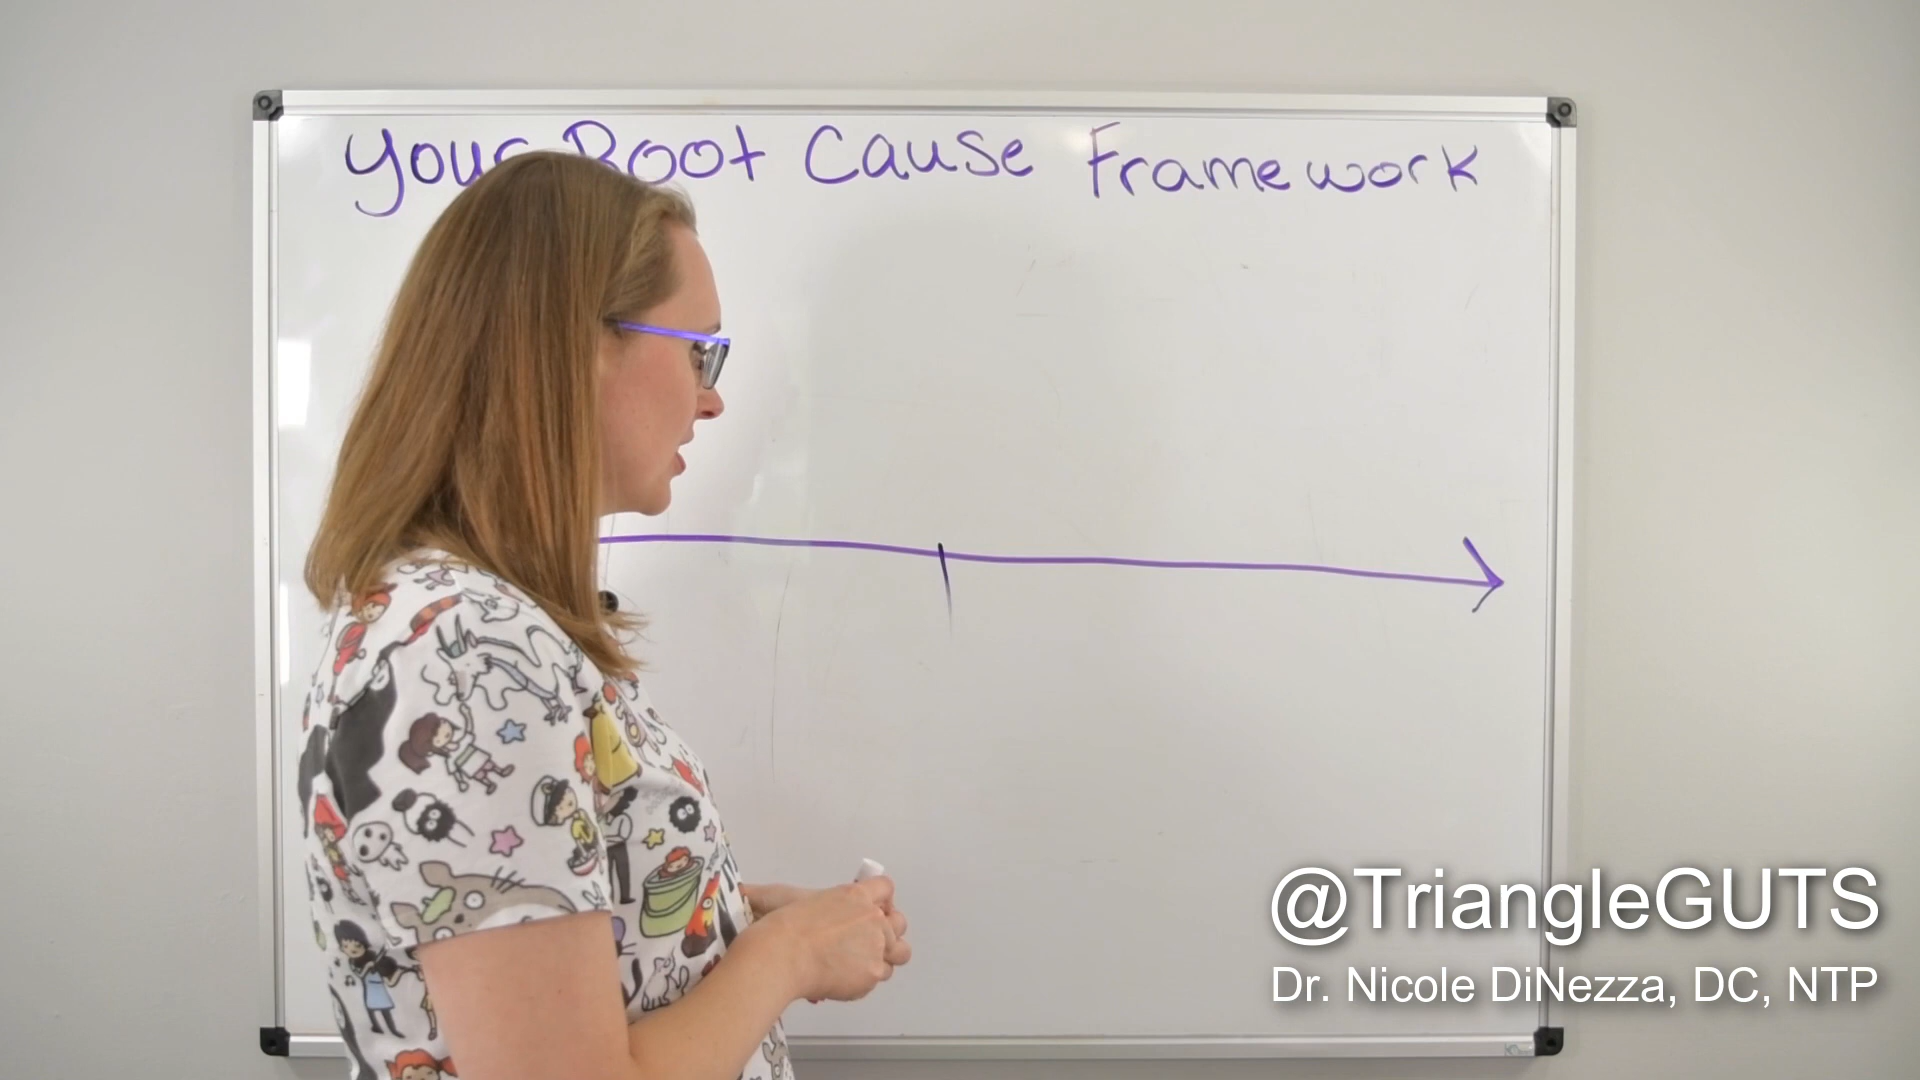 Your Root Cause Framework
@TriangleGUTS
Dr. Nicole DiNezza, DC, NTP